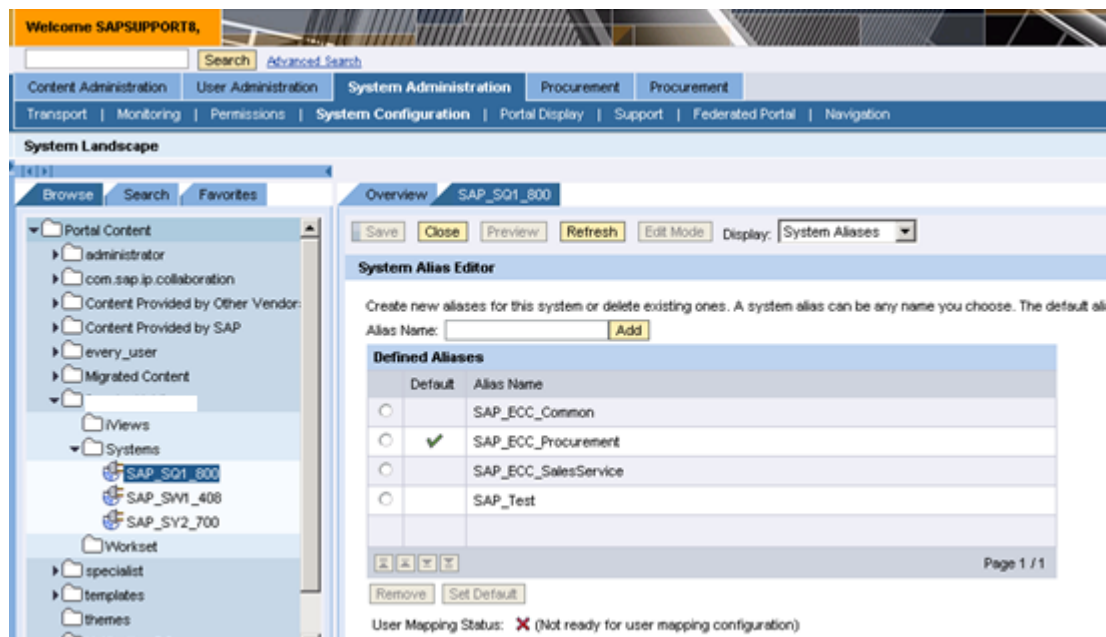 Welcome SAPSUPPORT8,
Search Advanced Search
Content Administration User Administration System Administration Procurement Procurement
Transport | Monitoring | Permissions | System Configuration | Portal Display | Support | Federated Portal | Navigation
System Landscape
Browse Search Favorites
Portal Content
administrator
com.sap.ip.collaboration
Content Provided by Other Vendor
Content Provided by SAP
every_user
Migrated Content
iViews
Systems
SAP_SQ1_800
SAP_SW1_408
SAP_SY2_700
Workset
specialist
templates
themes
Overview SAP_SQ1_800
Save Close Preview Refresh Edit Mode Display: System Aliases
System Alias Editor
Create new aliases for this system or delete existing ones. A system alias can be any name you choose. The default ali
Alias Name: Add
Defined Aliases
Default Alias Name
SAP_ECC_Common
SAP_ECC_Procurement
SAP_ECC_SalesService
SAP_Test
Page 1 / 1
Remove Set Default
User Mapping Status: (Not ready for user mapping configuration)